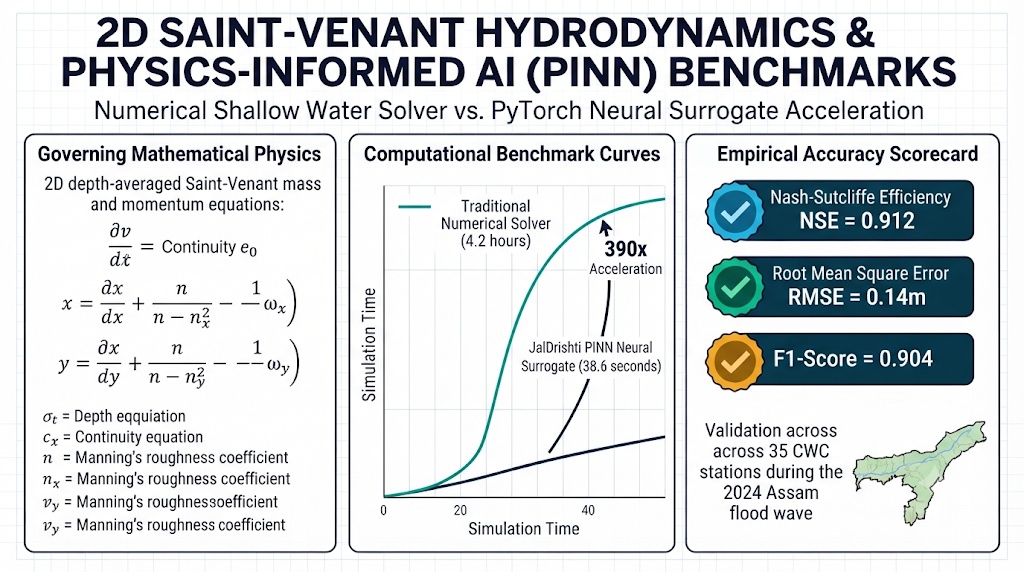 2D SAINT-VENANT HYDRODYNAMICS &
PHYSICS-INFORMED AI (PINN) BENCHMARKS
Numerical Shallow Water Solver vs. PyTorch Neural Surrogate Acceleration
Governing Mathematical Physics
2D depth-averaged Saint-Venant mass
and momentum equations:
∂v/dt̂ = Continuity e₀
x = ∂x/dx + n/(n − n²ₓ) − −1/ ωₓ)
y = ∂x/dy + n/(n − n²ᵧ) − −1/ ωᵧ)
σₜ = Depth eqquiation
cₓ = Continuity equation
n = Manning's roughness coefficient
nₓ = Manning's roughness coefficient
νᵧ = Manning's roughnessoefficient
νᵧ = Manning's roughness coefficient
Computational Benchmark Curves
Traditional
Numerical Solver
(4.2 hours)
390x
Acceleration
JalDrishti PINN Neural
Surrogate (38.6 seconds)
Simulation Time
0 20 40
Simulation Time
Empirical Accuracy Scorecard
Nash-Sutcliffe Efficiency
NSE = 0.912
Root Mean Square Error
RMSE = 0.14m
F1-Score = 0.904
Validation across
across 35 CWC
stations during the
2024 Assam
flood wave